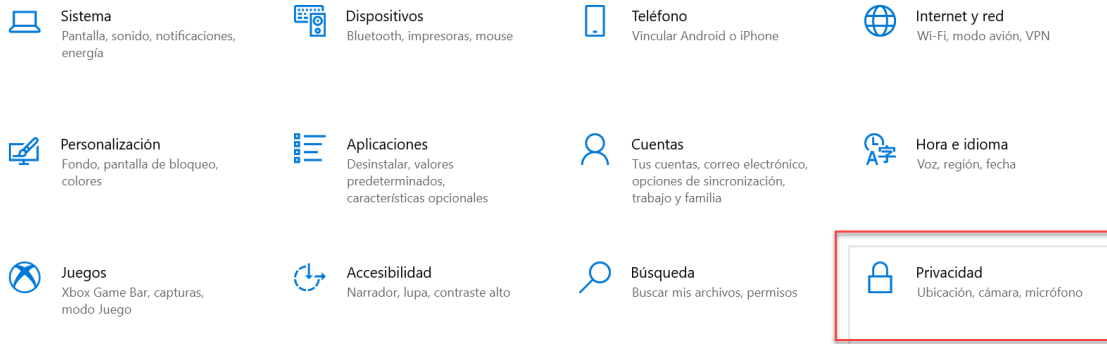 Sistema
Pantalla, sonido, notificaciones,
energía
Dispositivos
Bluetooth, impresoras, mouse
Teléfono
Vincular Android o iPhone
Internet y red
Wi-Fi, modo avión, VPN
Personalización
Fondo, pantalla de bloqueo,
colores
Aplicaciones
Desinstalar, valores
predeterminados,
características opcionales
Cuentas
Tus cuentas, correo electrónico,
opciones de sincronización,
trabajo y familia
Hora e idioma
Voz, región, fecha
Juegos
Xbox Game Bar, capturas,
modo Juego
Accesibilidad
Narrador, lupa, contraste alto
Búsqueda
Buscar mis archivos, permisos
Privacidad
Ubicación, cámara, micrófono